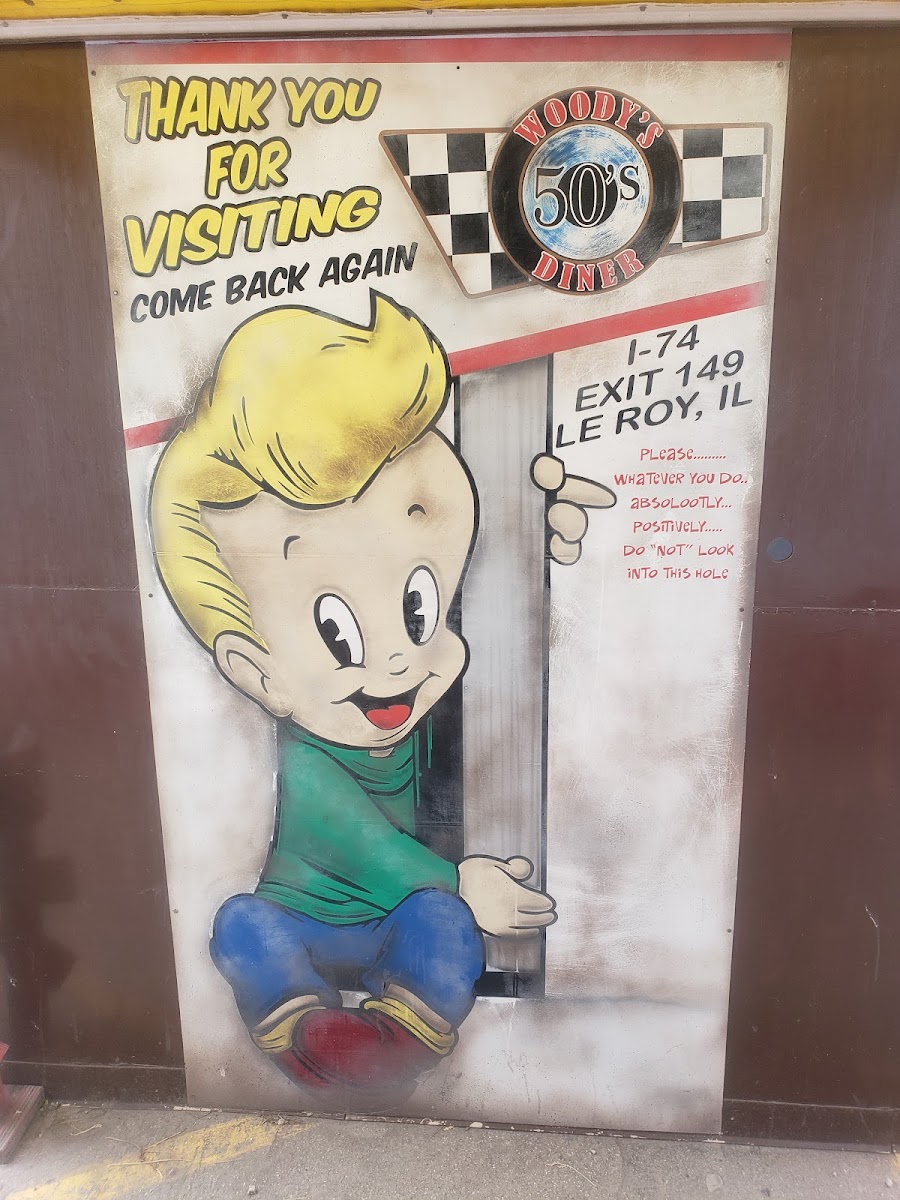 THANK YOU
FOR
VISITING
COME BACK AGAIN
WOODY'S
50's
DINER
I-74
EXIT 149
LE ROY, IL
PLEASE.........
WHATEVER YOU DO..
ABSOLOOTLY...
POSITIVELY.....
DO "NOT" LOOK
INTO THIS HOLE